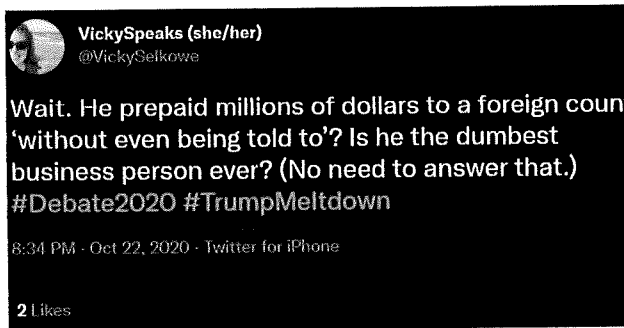 VickySpeaks (she/her)
@VickySelkowe
Wait. He prepaid millions of dollars to a foreign coun
'without even being told to'? Is he the dumbest
business person ever? (No need to answer that.)
#Debate2020 #TrumpMeltdown
8:34 PM · Oct 22, 2020 · Twitter for iPhone
2 Likes